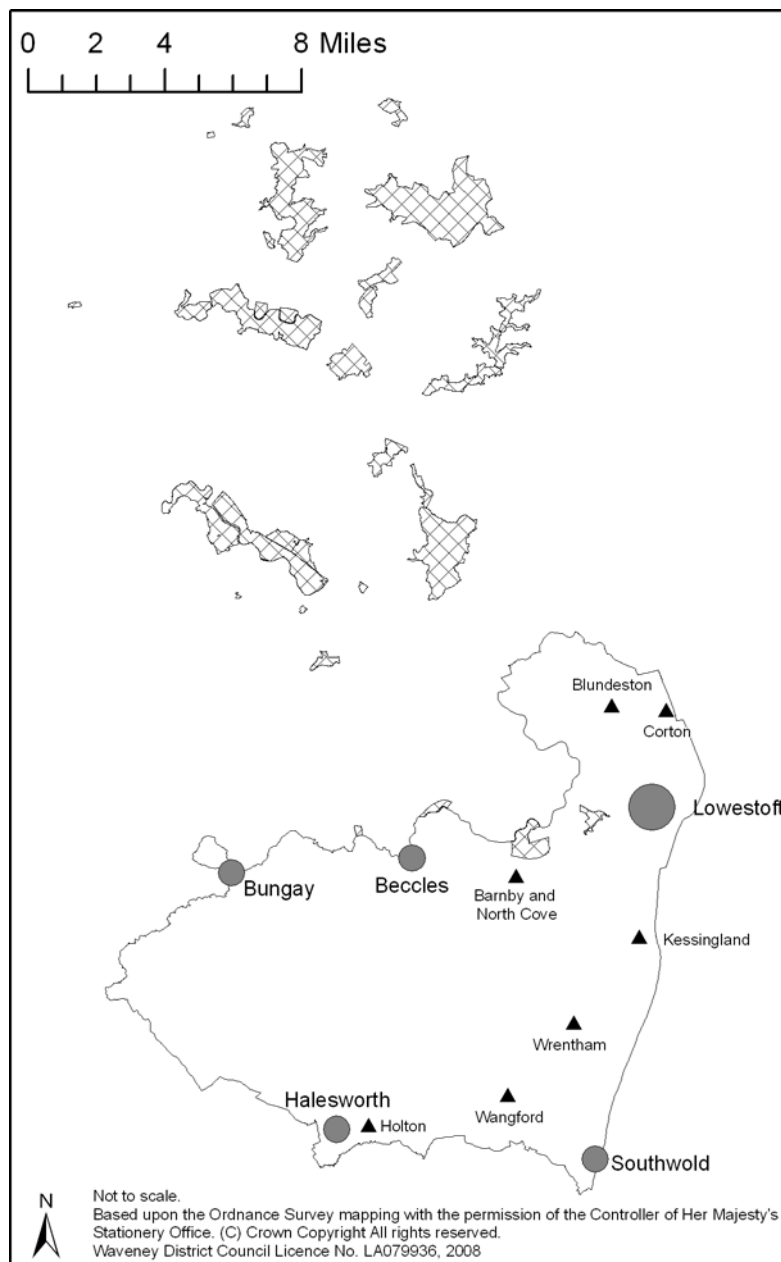 0 2 4 8 Miles
Blundeston
Corton
Lowestoft
Bungay
Beccles
Barnby and
North Cove
Kessingland
Wrentham
Halesworth
Wangford
Holton
Southwold
N
Not to scale.
Based upon the Ordnance Survey mapping with the permission of the Controller of Her Majesty's
Stationery Office. (C) Crown Copyright All rights reserved.
Waveney District Council Licence No. LA079936, 2008